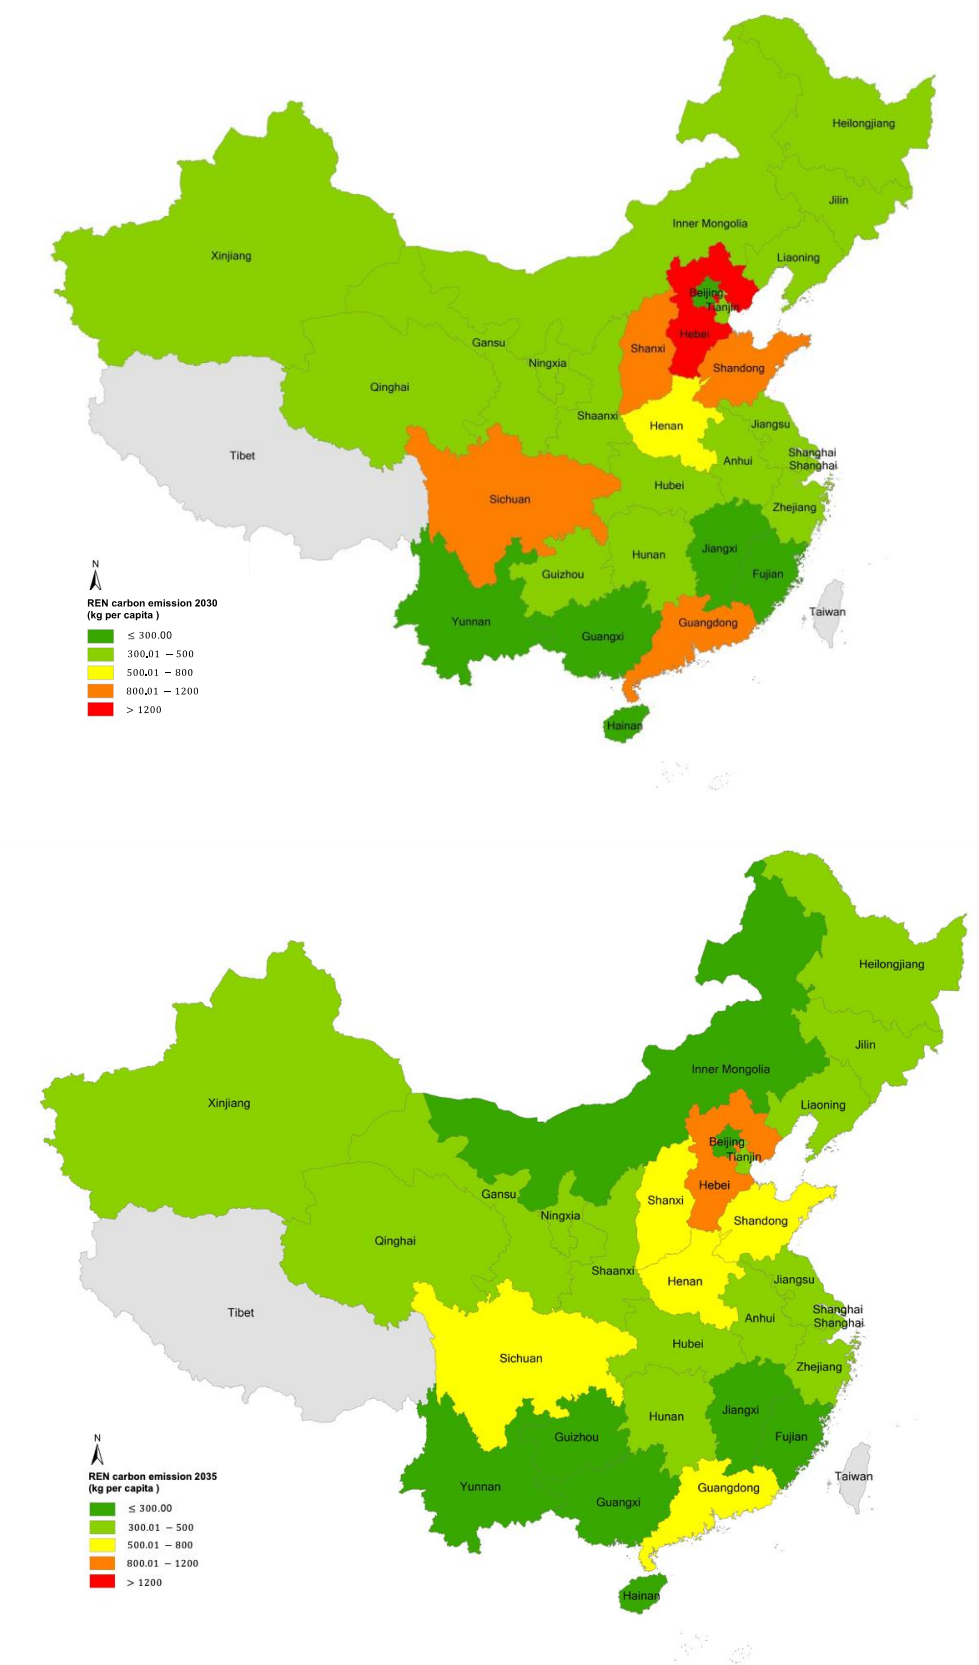 Heilongjiang
Jilin
Inner Mongolia
Xinjiang
Liaoning
Beijing
Tianjin
Hebei
Gansu
Shanxi
Ningxia
Shandong
Qinghai
Shaanxi
Jiangsu
Henan
Shanghai
Tibet
Anhui
Shanghai
Hubei
Sichuan
Zhejiang
Jiangxi
Hunan
N
Guizhou
Fujian
REN carbon emission 2030
(kg per capita )
Taiwan
Yunnan
Guangdong
≤ 300.00
Guangxi
300.01 – 500
500.01 – 800
800.01 – 1200
> 1200
Hainan
Heilongjiang
Jilin
Inner Mongolia
Xinjiang
Liaoning
Beijing
Tianjin
Hebei
Gansu
Shanxi
Ningxia
Shandong
Qinghai
Shaanxi
Jiangsu
Henan
Shanghai
Tibet
Anhui
Shanghai
Hubei
Sichuan
Zhejiang
Jiangxi
Hunan
Guizhou
Fujian
N
REN carbon emission 2035
(kg per capita )
Taiwan
Yunnan
Guangdong
Guangxi
≤ 300.00
300.01 – 500
500.01 – 800
800.01 – 1200
> 1200
Hainan